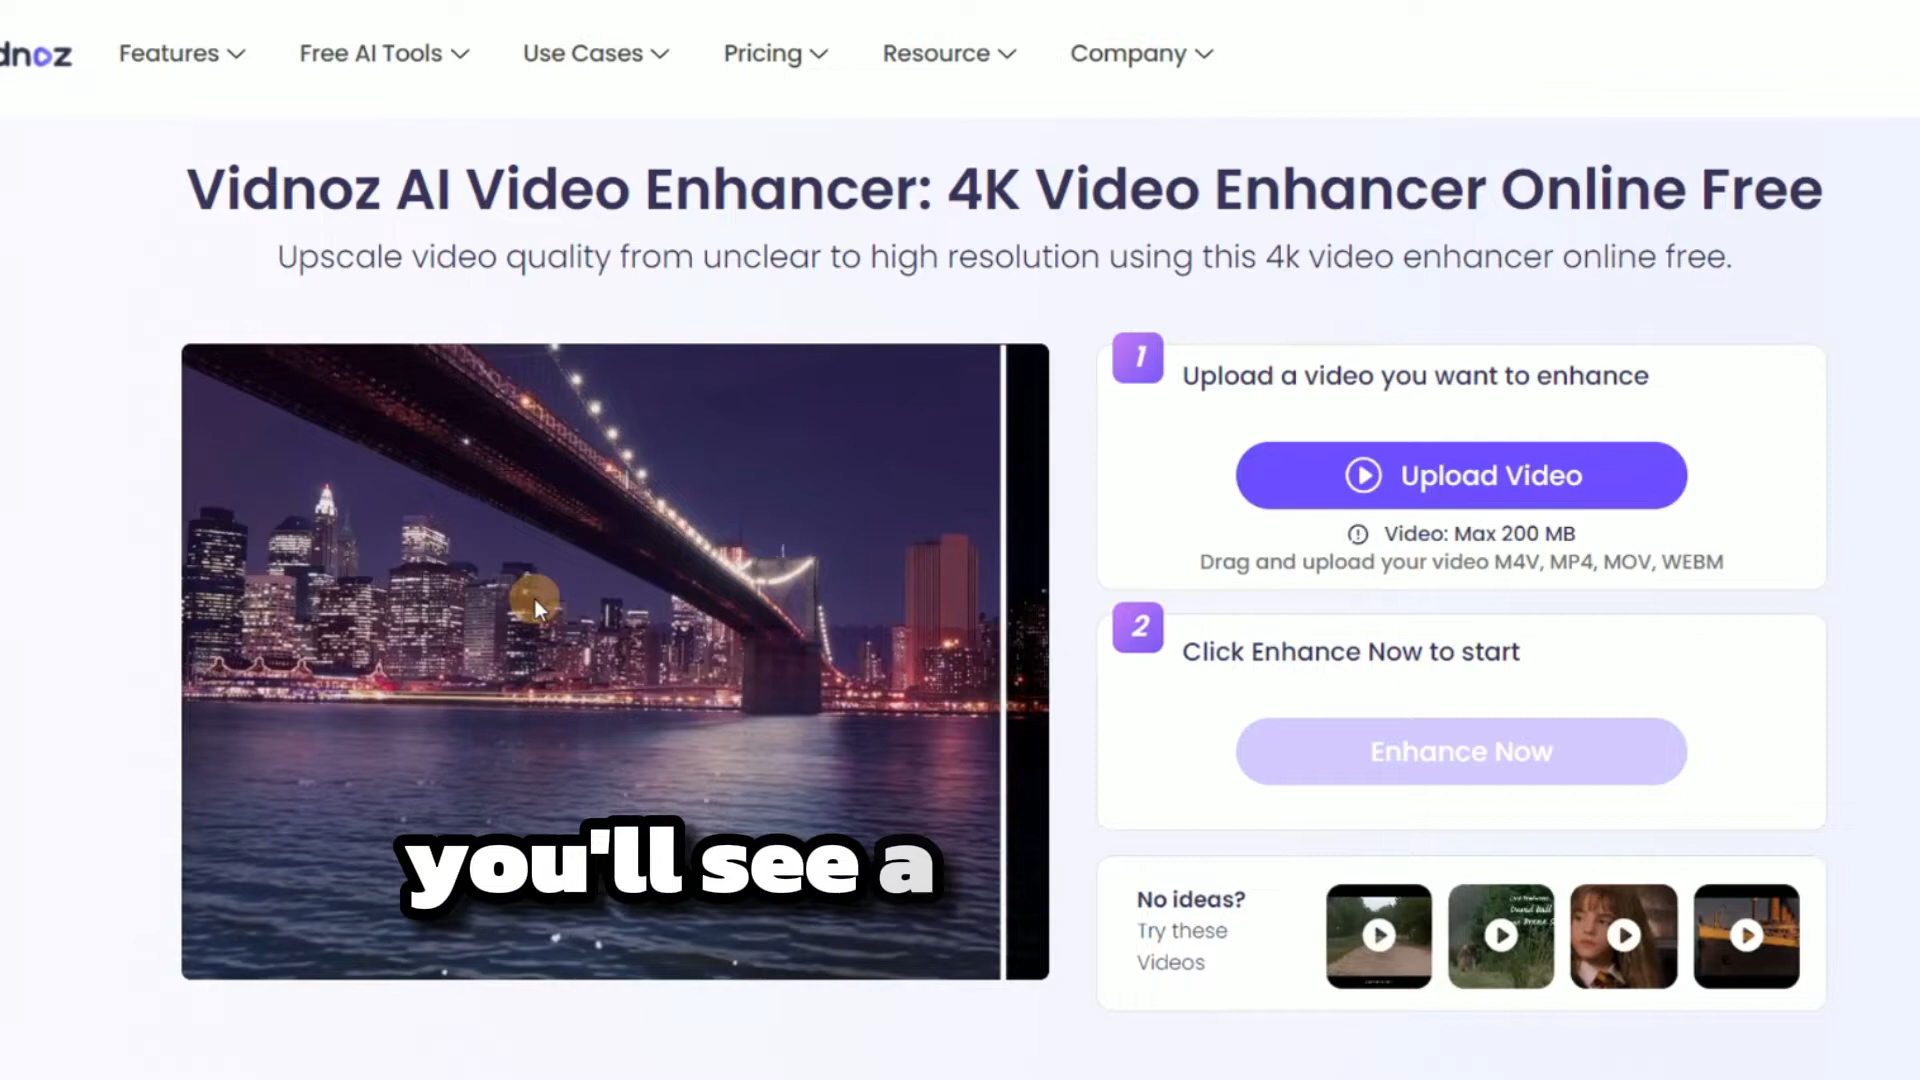 dnoz
Features
Free AI Tools
Use Cases
Pricing
Resource
Company
Vidnoz AI Video Enhancer: 4K Video Enhancer Online Free
Upscale video quality from unclear to high resolution using this 4k video enhancer online free.
you'll see a
1
Upload a video you want to enhance
Upload Video
Video: Max 200 MB
Drag and upload your video M4V, MP4, MOV, WEBM
2
Click Enhance Now to start
Enhance Now
No ideas?
Try these
Videos